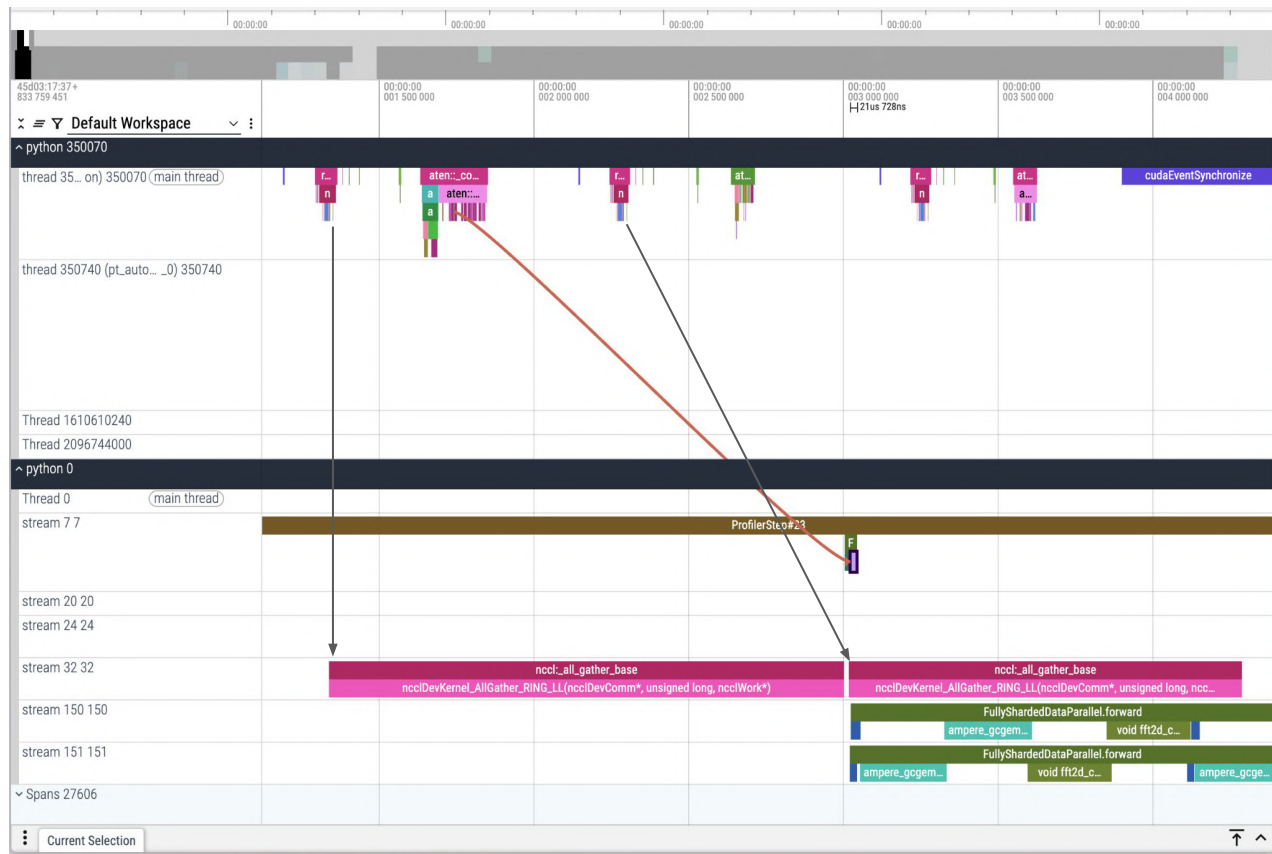 00:00:00 00:00:00 00:00:00 00:00:00 00:00:00
45d03:17:37+ 00:00:00 00:00:00 00:00:00 00:00:00 00:00:00 00:00:00
833 759 451 001 500 000 002 000 000 002 500 000 003 000 000 003 500 000 004 000 000
21us 728ns
Default Workspace
python 350070
thread 35... on) 350070 main thread r... aten::_co... r... at... r... at... cudaEventSynchronize
n a aten::... n n a...
a
thread 350740 (pt_auto... _0) 350740
Thread 1610610240
Thread 2096744000
python 0
Thread 0 main thread
stream 7 7 ProfilerStep#23
F
stream 20 20
stream 24 24
stream 32 32 nccl:_all_gather_base nccl:_all_gather_base
ncclDevKernel_AllGather_RING_LL(ncclDevComm*, unsigned long, ncclWork*) ncclDevKernel_AllGather_RING_LL(ncclDevComm*, unsigned long, ncc...
stream 150 150 FullyShardedDataParallel.forward
ampere_gcgem... void fft2d_c...
stream 151 151 FullyShardedDataParallel.forward
ampere_gcgem... void fft2d_c... ampere_gcge...
Spans 27606
Current Selection